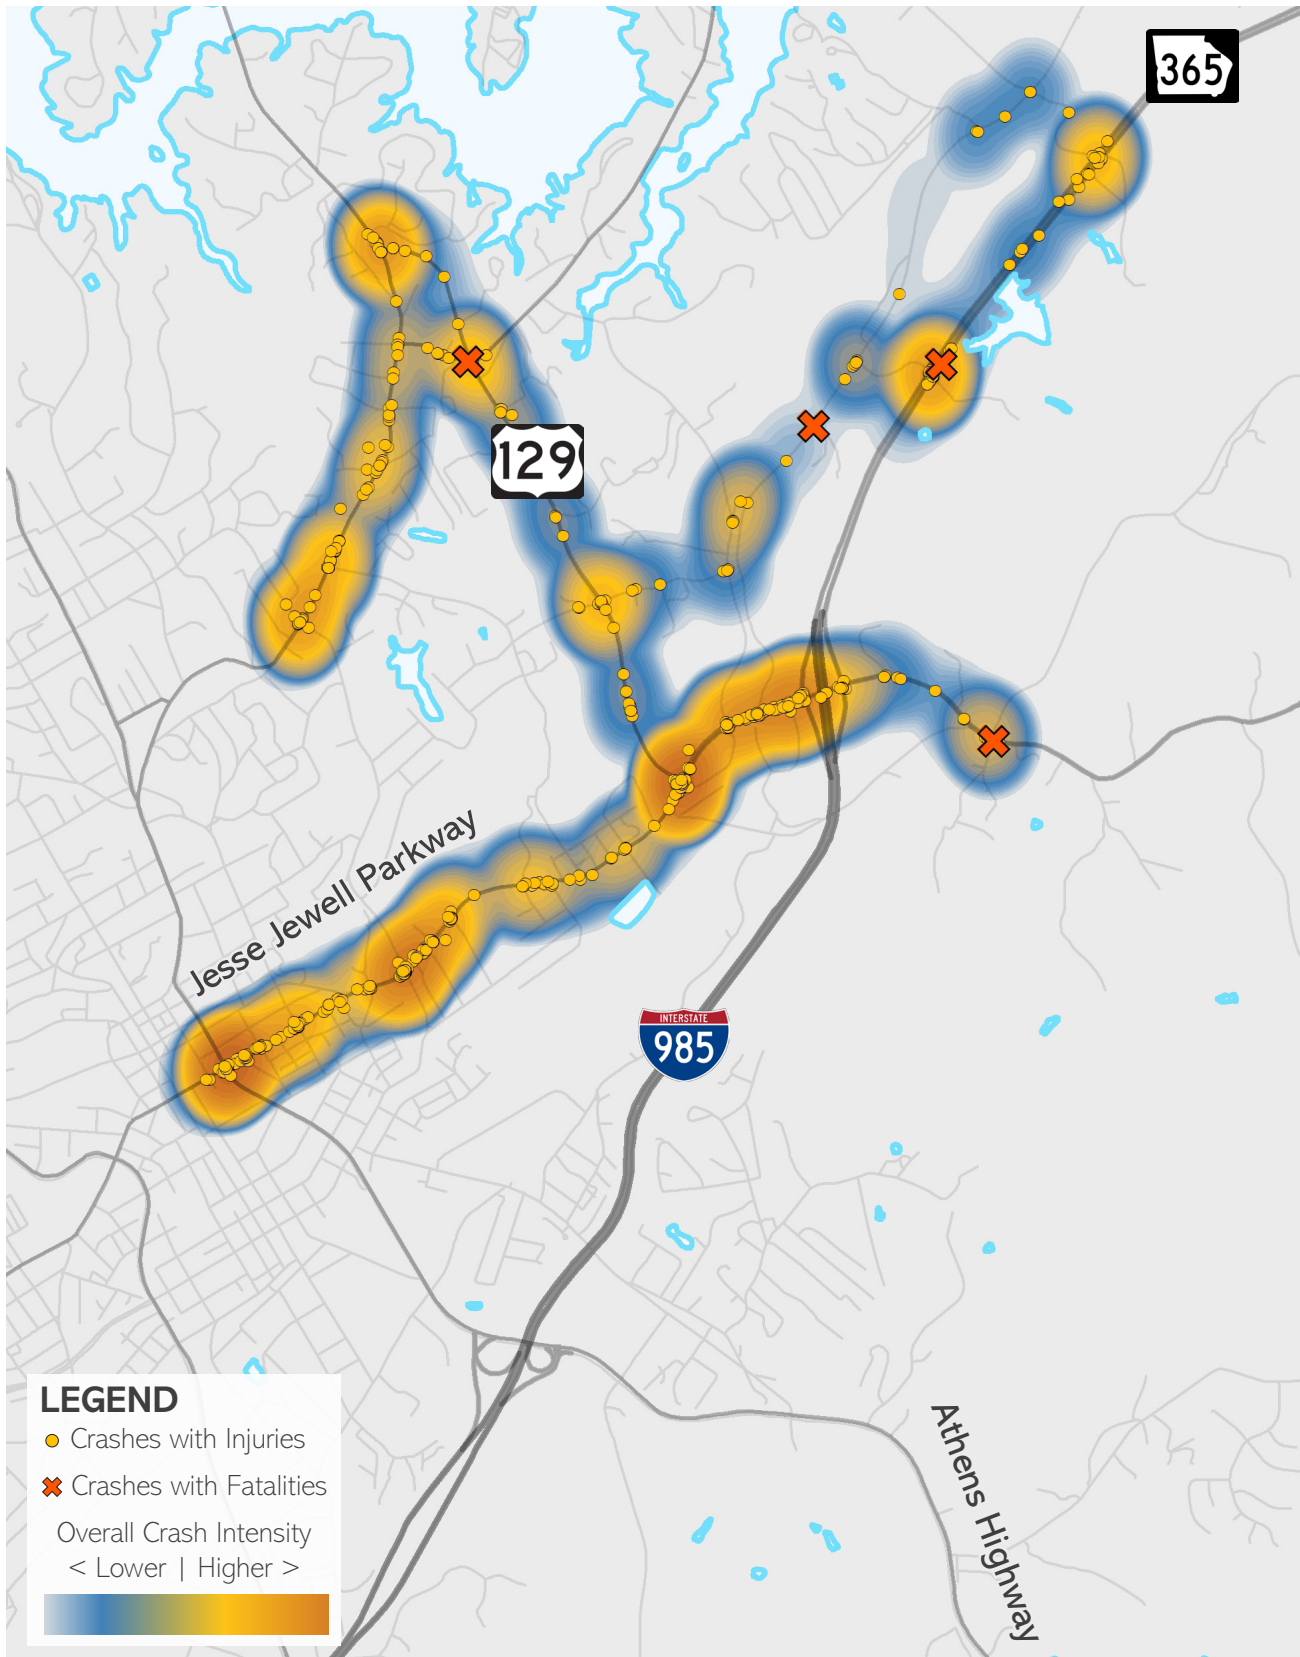 365
129
Jesse Jewell Parkway
INTERSTATE
985
Athens Highway
LEGEND
Crashes with Injuries
Crashes with Fatalities
Overall Crash Intensity
< Lower | Higher >